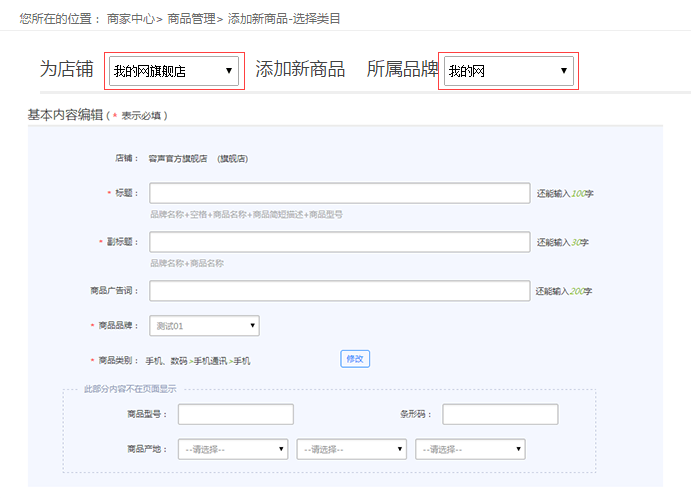 您所在的位置： 商家中心> 商品管理> 添加新商品-选择类目
为店铺 我的网旗舰店 添加新商品 所属品牌 我的网
基本内容编辑 ( * 表示必填 )
店铺： 容声官方旗舰店 (旗舰店)
* 标题： 还能输入100字
品牌名称+空格+商品名称+商品简短描述+商品型号
* 副标题： 还能输入30字
品牌名称+商品名称
商品广告词： 还能输入200字
* 商品品牌： 测试01
* 商品类别： 手机、数码>手机通讯>手机 修改
此部分内容不在页面显示
商品型号： 条形码：
商品产地： --请选择-- --请选择-- --请选择--